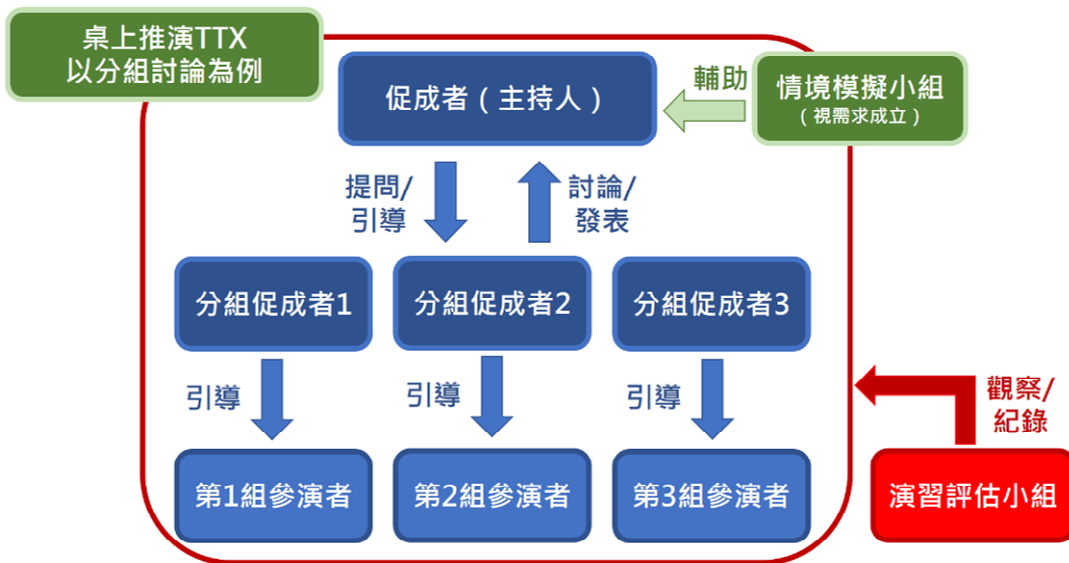 桌上推演TTX
以分組討論為例
促成者（主持人）
輔助
情境模擬小組
（視需求成立）
提問/
引導
討論/
發表
分組促成者1
分組促成者2
分組促成者3
引導
引導
引導
觀察/
紀錄
第1組參演者
第2組參演者
第3組參演者
演習評估小組